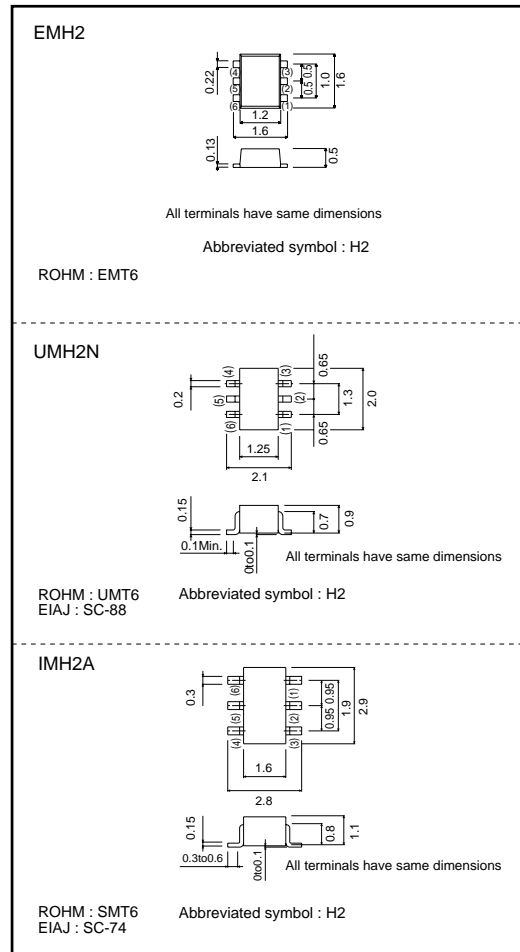 EMH2
0.22
(4)
(3)
(5)
(2)
(6)
(1)
0.5 0.5
1.0
1.6
1.2
1.6
0.13
0.5
All terminals have same dimensions
Abbreviated symbol : H2
ROHM : EMT6
UMH2N
0.2
(4)
(3)
(5)
(2)
(6)
(1)
0.65
1.3
2.0
0.65
1.25
2.1
0.15
0.1Min.
0to0.1
0.7
0.9
All terminals have same dimensions
ROHM : UMT6 Abbreviated symbol : H2
EIAJ : SC-88
IMH2A
0.3
(6)
(1)
(5)
(2)
(4)
(3)
0.95 0.95
1.9
2.9
1.6
2.8
0.15
0.3to0.6
0to0.1
0.8
1.1
All terminals have same dimensions
ROHM : SMT6 Abbreviated symbol : H2
EIAJ : SC-74